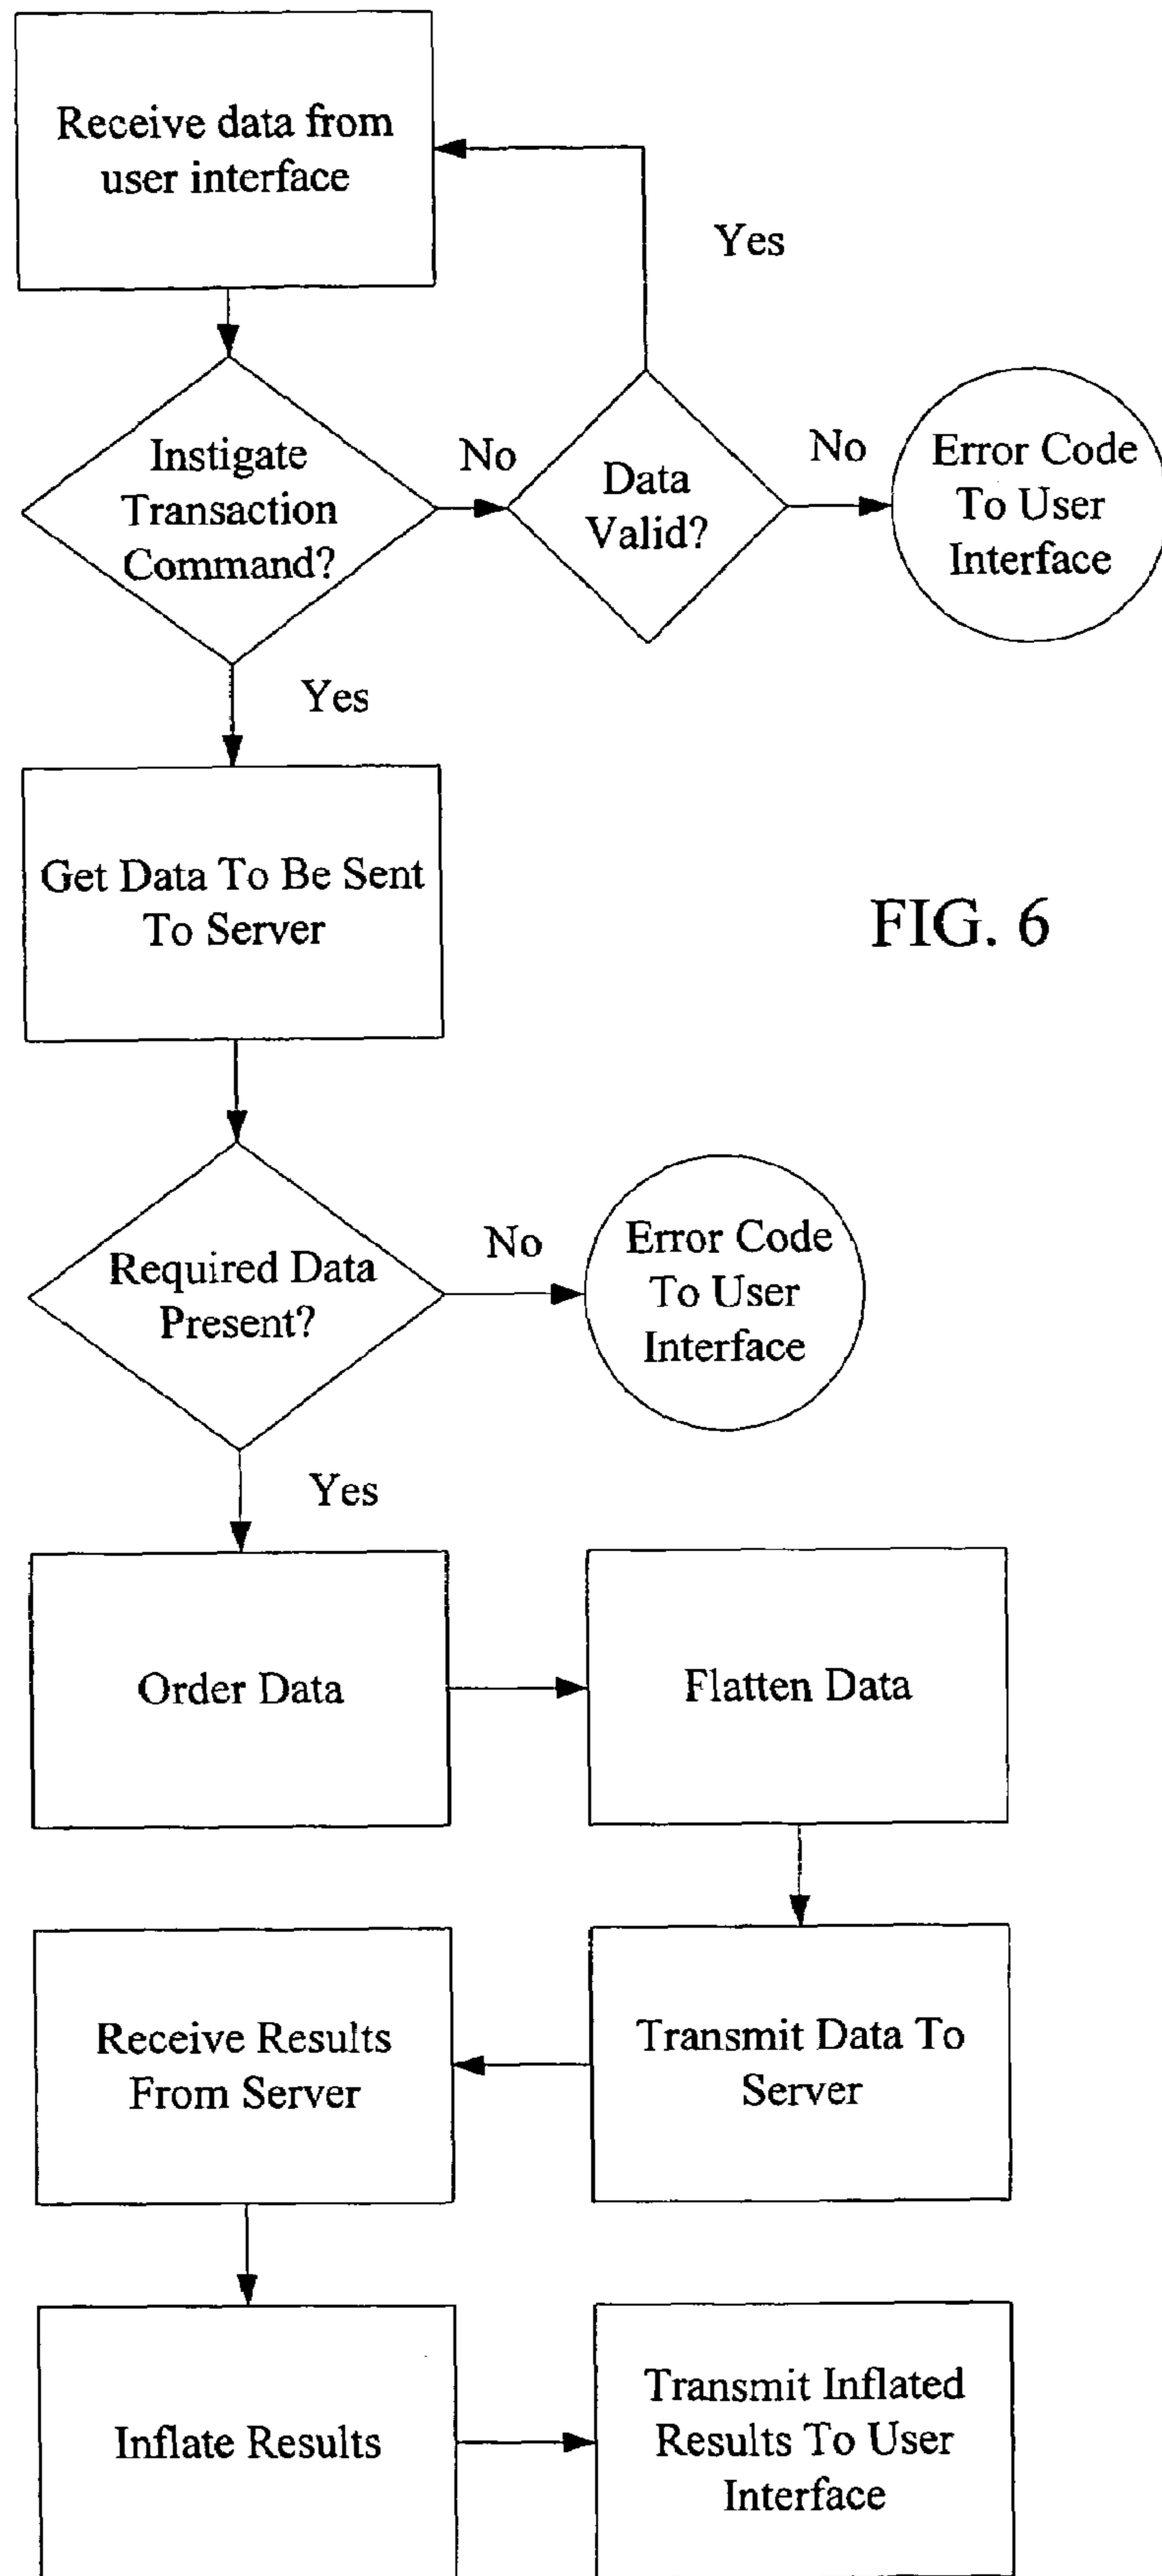 Receive data from
user interface
Yes
Instigate
Transaction
Command?
No
Data
Valid?
No
Error Code
To User
Interface
Yes
Get Data To Be Sent
To Server
FIG. 6
Required Data
Present?
No
Error Code
To User
Interface
Yes
Order Data
Flatten Data
Receive Results
From Server
Transmit Data To
Server
Inflate Results
Transmit Inflated
Results To User
Interface